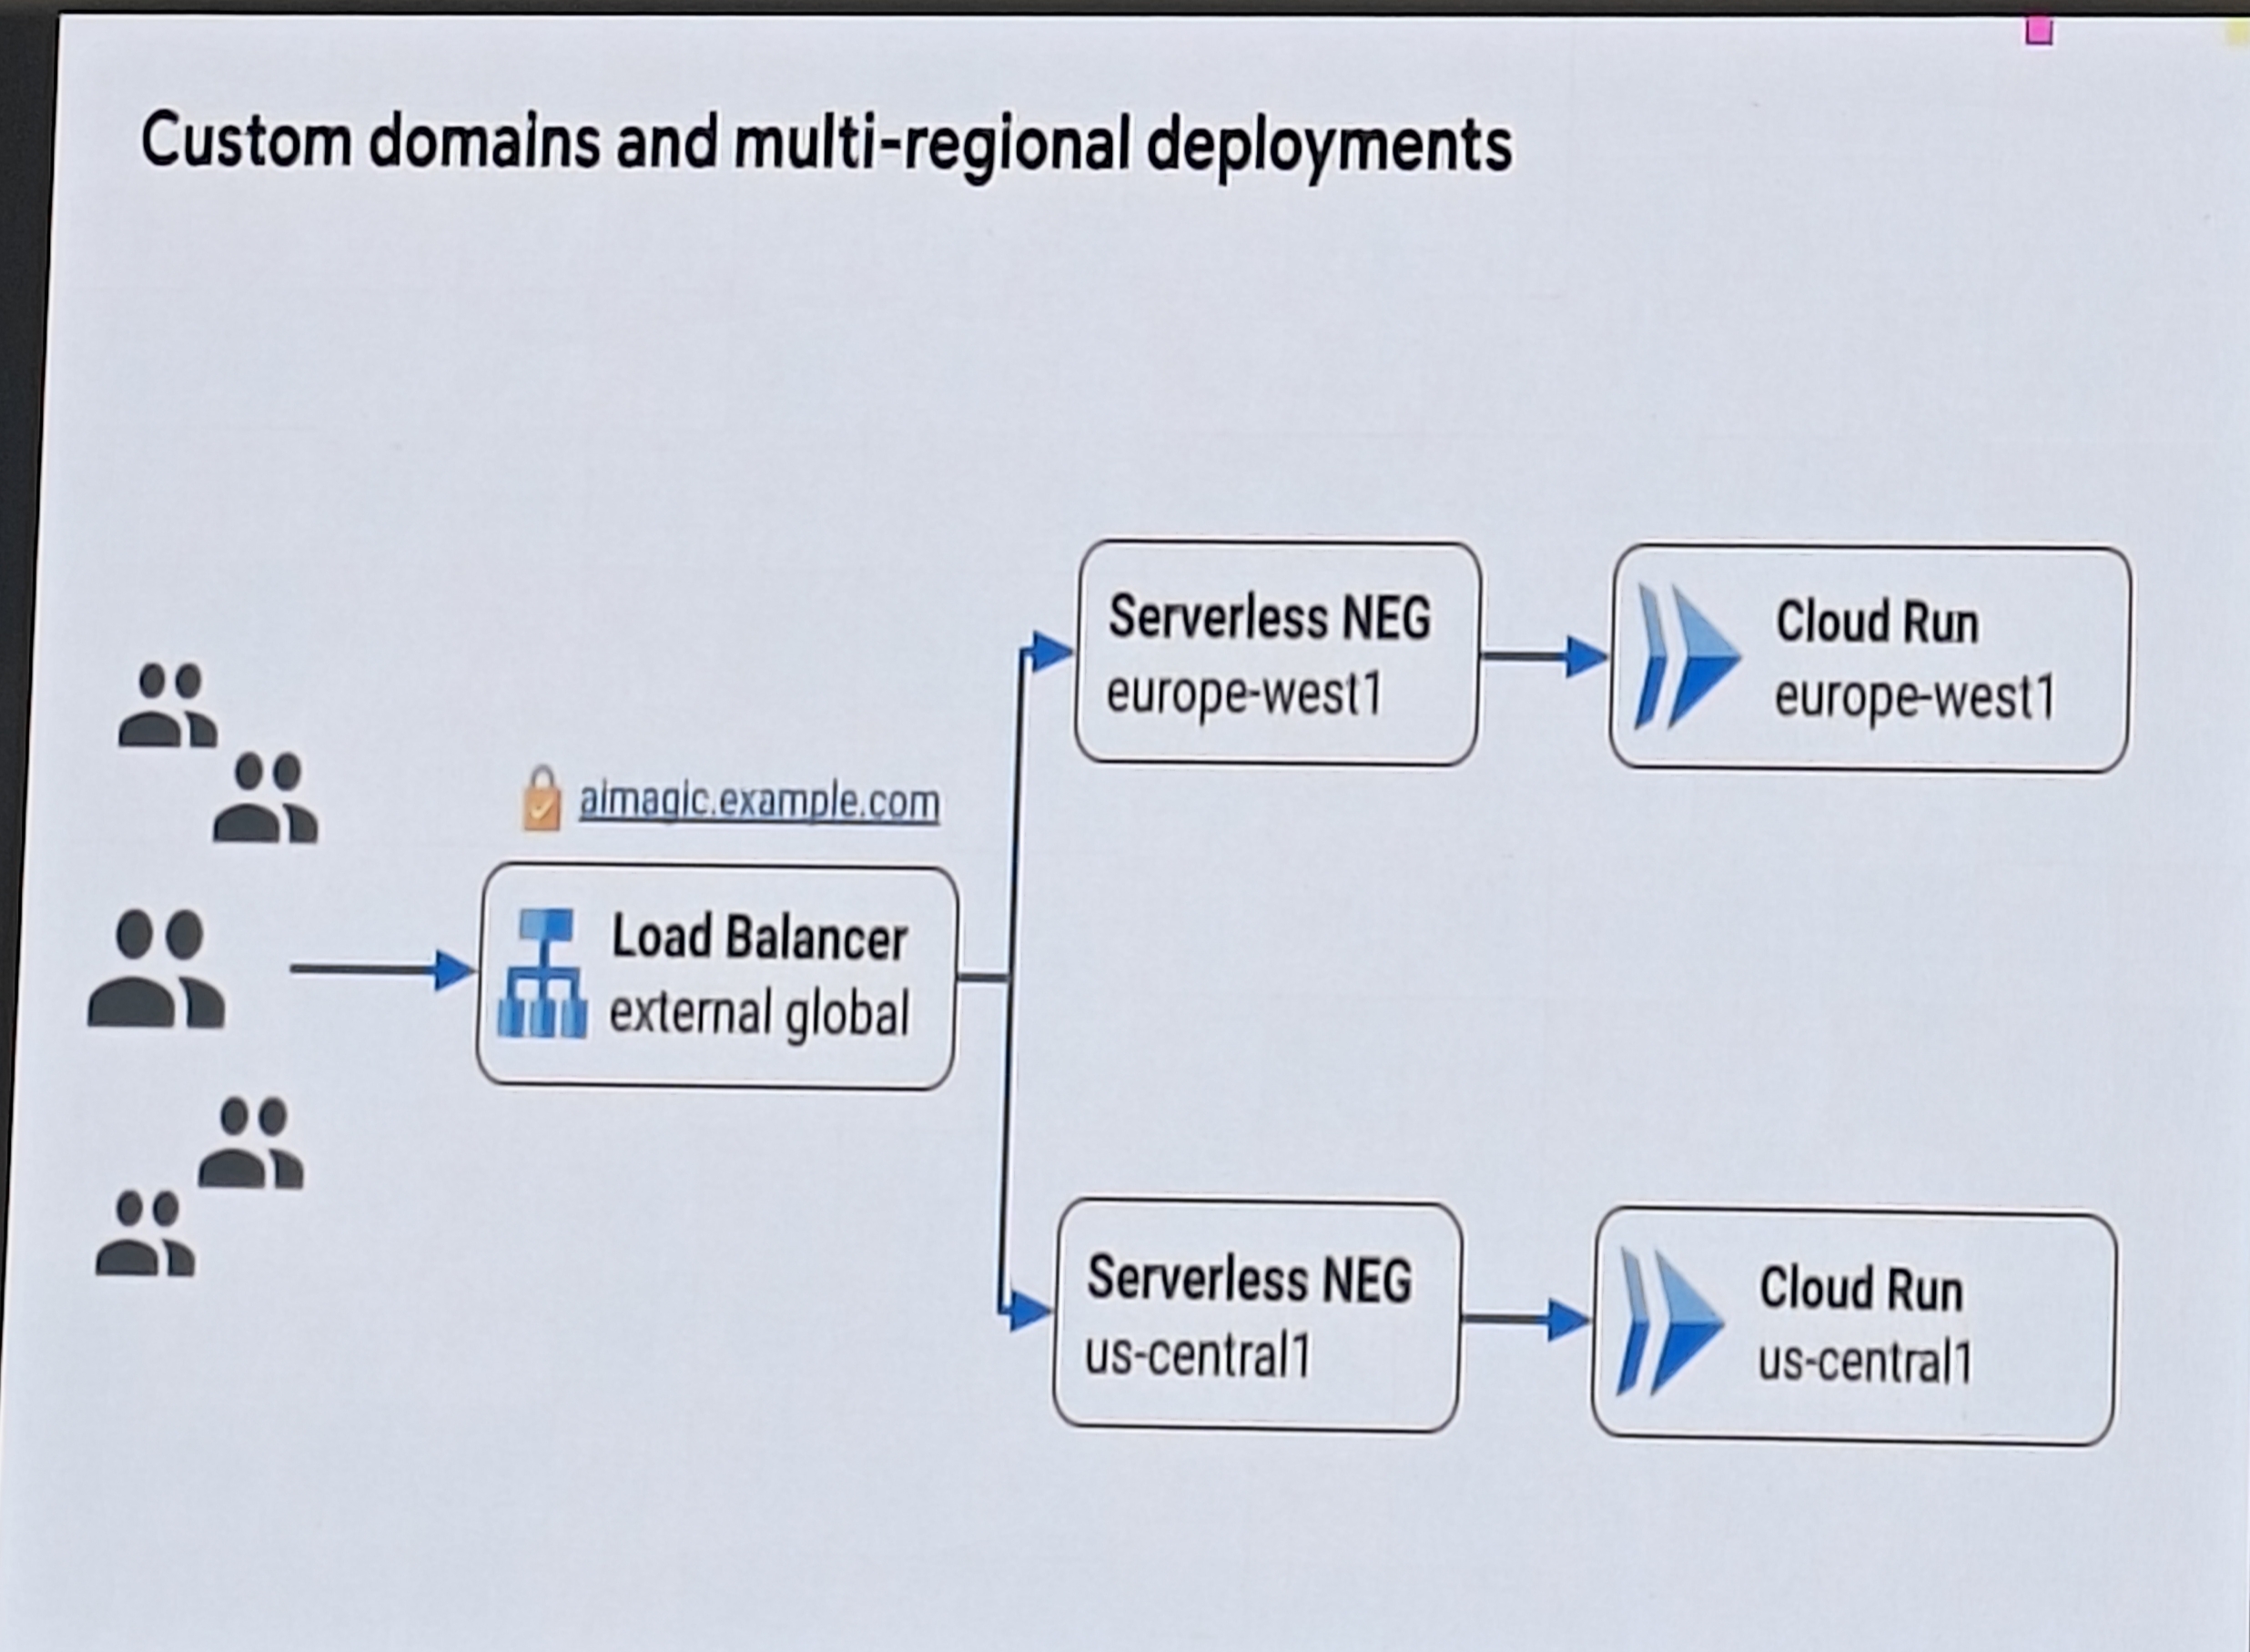 Custom domains and multi-regional deployments
Serverless NEG
europe-west1
Cloud Run
europe-west1
aimagic.example.com
Load Balancer
external global
Serverless NEG
us-central1
Cloud Run
us-central1